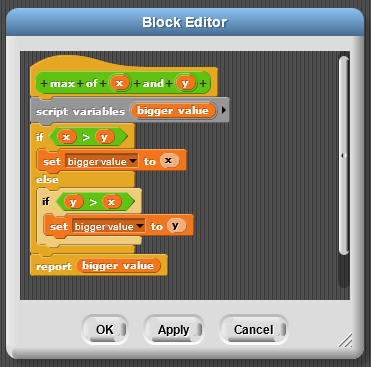 Block Editor
+ max + of + x + and + y +
script variables bigger value
if x > y
set bigger value to x
else
if y > x
set bigger value to y
report bigger value
OK Apply Cancel